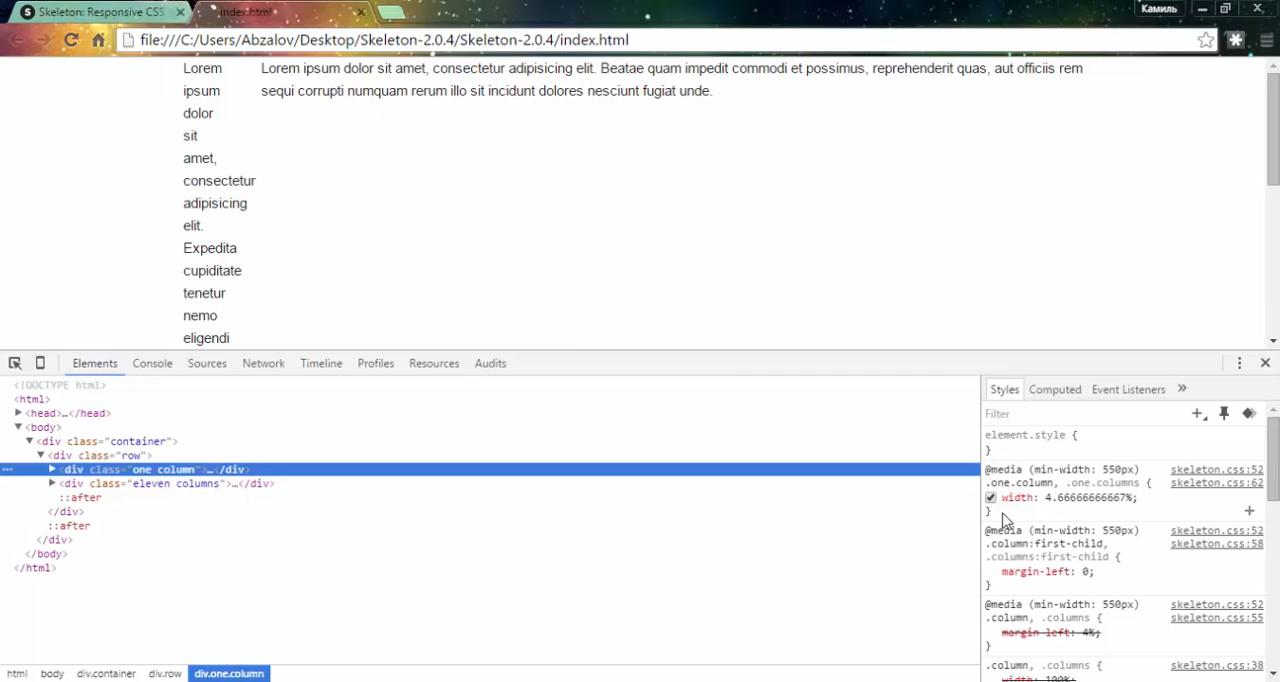 Skeleton: Responsive CSS
index.html
Камиль
file:///C:/Users/Abzalov/Desktop/Skeleton-2.0.4/Skeleton-2.0.4/index.html
Lorem
ipsum
dolor
sit
amet,
consectetur
adipisicing
elit.
Expedita
cupiditate
tenetur
nemo
eligendi
Lorem ipsum dolor sit amet, consectetur adipisicing elit. Beatae quam impedit commodi et possimus, reprehenderit quas, aut officiis rem
sequi corrupti numquam rerum illo sit incidunt dolores nesciunt fugiat unde.
Elements Console Sources Network Timeline Profiles Resources Audits
<!DOCTYPE html>
<html>
<head>…</head>
<body>
<div class="container">
<div class="row">
<div class="one column">…</div>
<div class="eleven columns">…</div>
::after
</div>
::after
</div>
</body>
</html>
html body div.container div.row div.one.column
Styles Computed Event Listeners »
Filter
element.style {
}
@media (min-width: 550px) skeleton.css:52
.one.column, .one.columns { skeleton.css:62
width: 4.66666666667%;
}
@media (min-width: 550px) skeleton.css:52
.column:first-child, skeleton.css:58
.columns:first-child {
margin-left: 0;
}
@media (min-width: 550px) skeleton.css:52
.column, .columns { skeleton.css:55
margin-left: 4%;
}
.column, .columns { skeleton.css:38
width: 100%;